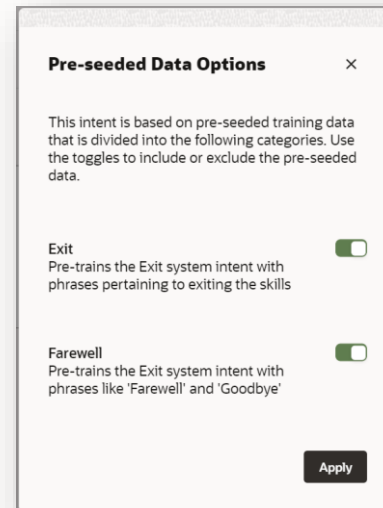 Pre-seeded Data Options
This intent is based on pre-seeded training data
that is divided into the following categories. Use
the toggles to include or exclude the pre-seeded
data.
Exit
Pre-trains the Exit system intent with
phrases pertaining to exiting the skills
Farewell
Pre-trains the Exit system intent with
phrases like 'Farewell' and 'Goodbye'
Apply